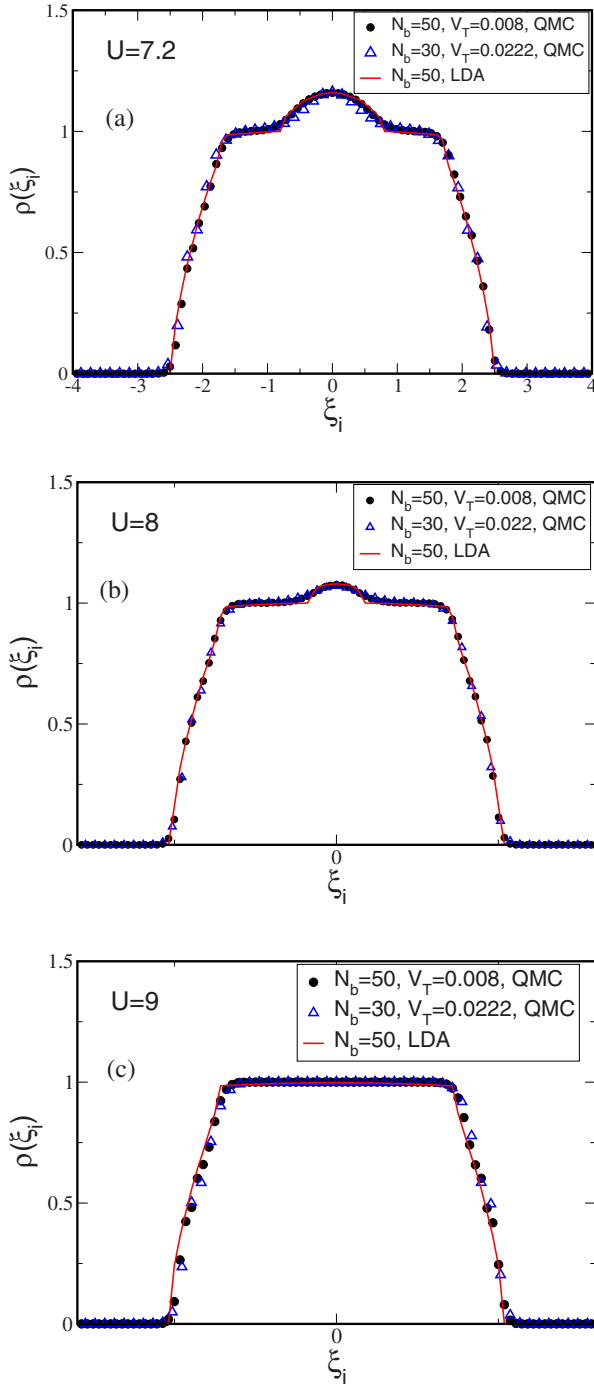 1.5
1
0.5
0
ρ(ξ_i)
U=7.2
(a)
N_b=50, V_T=0.008, QMC
N_b=30, V_T=0.0222, QMC
N_b=50, LDA
-4 -3 -2 -1 0 1 2 3 4
ξ_i
1.5
1
0.5
0
ρ(ξ_i)
U=8
(b)
N_b=50, V_T=0.008, QMC
N_b=30, V_T=0.022, QMC
N_b=50, LDA
0
ξ_i
1.5
1
0.5
0
ρ(ξ_i)
U=9
(c)
N_b=50, V_T=0.008, QMC
N_b=30, V_T=0.0222, QMC
N_b=50, LDA
0
ξ_i